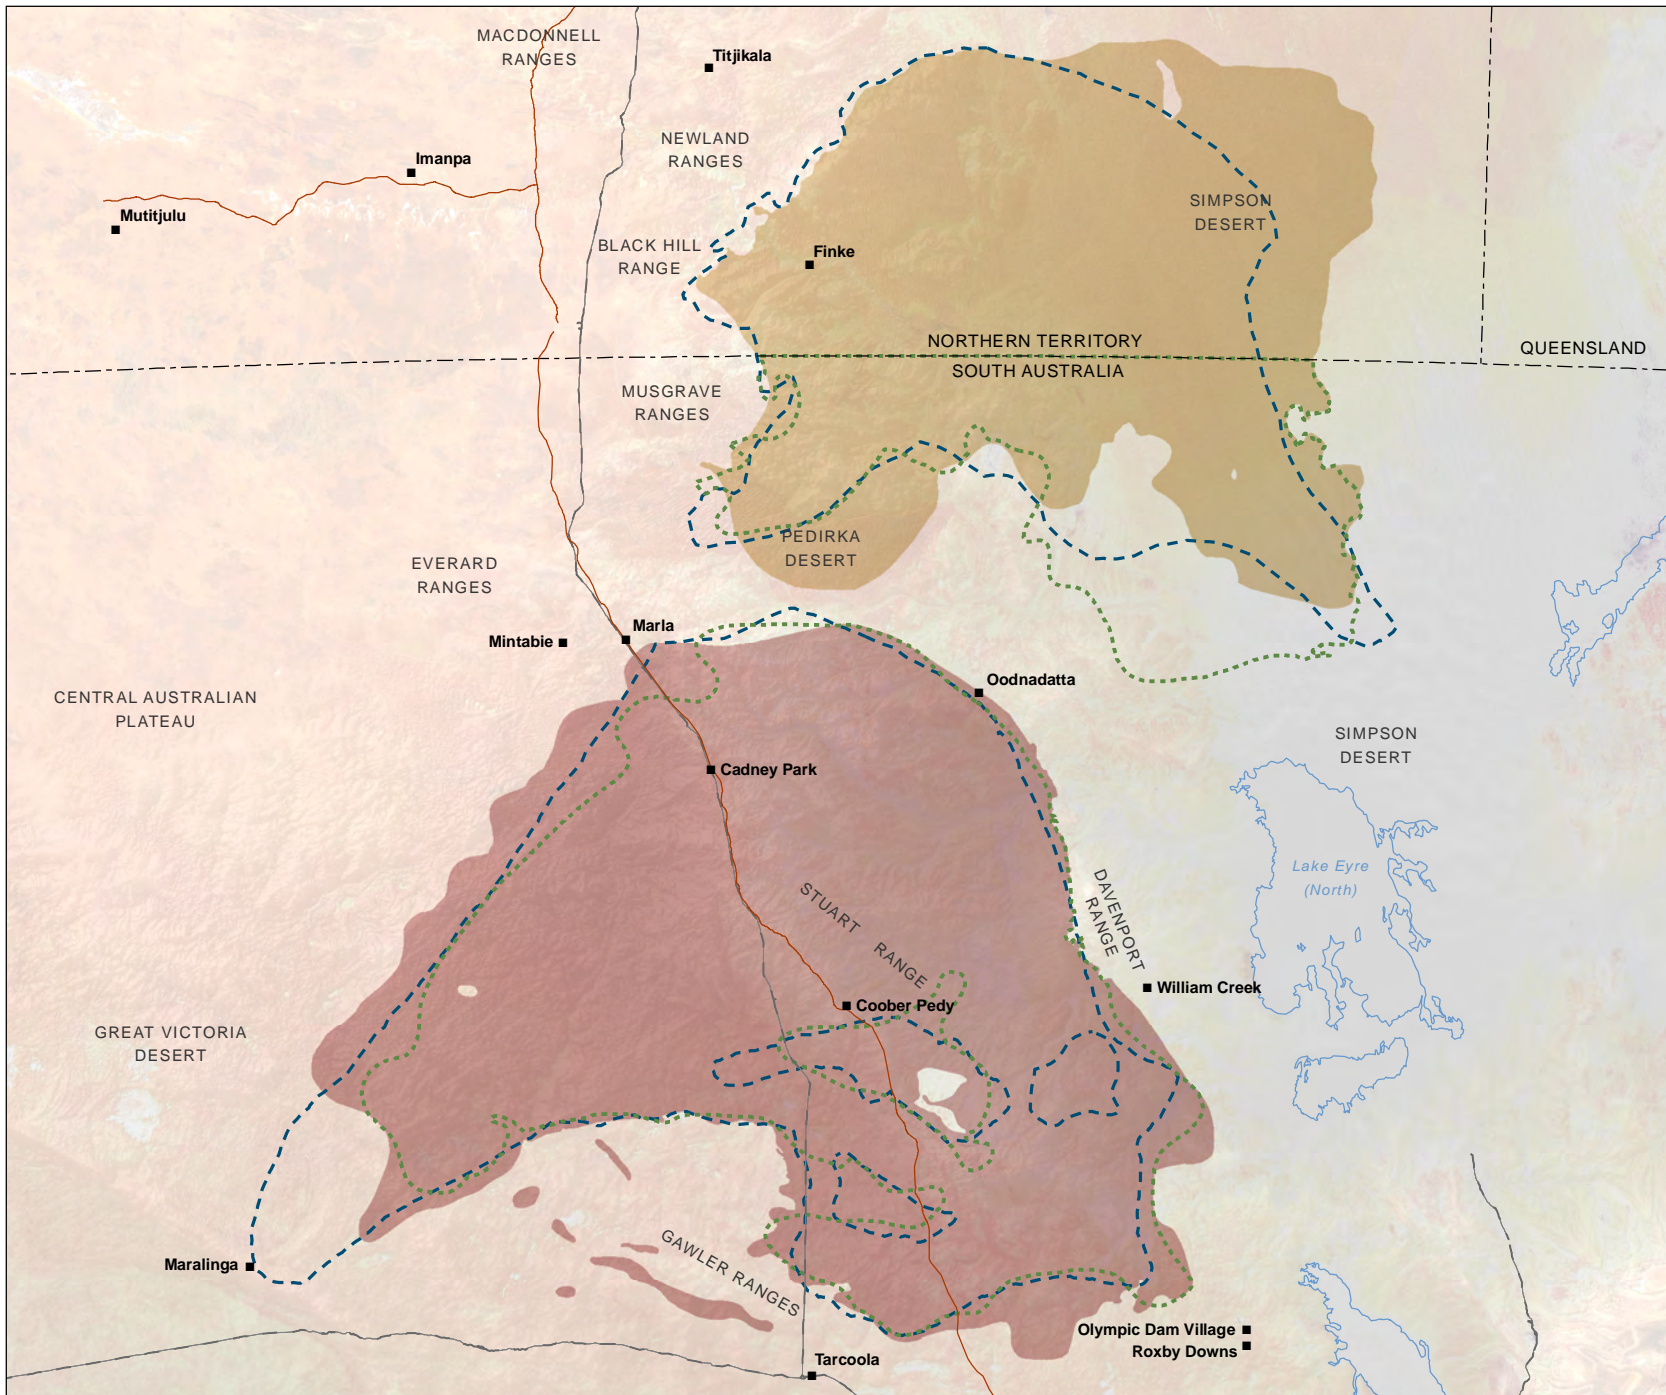 MACDONNELL
RANGES
Titjikala
NEWLAND
RANGES
Imanpa
Mutitjulu
SIMPSON
DESERT
BLACK HILL
RANGE
Finke
NORTHERN TERRITORY
SOUTH AUSTRALIA
QUEENSLAND
MUSGRAVE
RANGES
PEDIRKA
DESERT
EVERARD
RANGES
Marla
Mintabie
Oodnadatta
CENTRAL AUSTRALIAN
PLATEAU
SIMPSON
DESERT
Cadney Park
Lake Eyre
(North)
STUART RANGE
DAVENPORT
RANGE
William Creek
Coober Pedy
GREAT VICTORIA
DESERT
Maralinga
GAWLER RANGES
Olympic Dam Village
Roxby Downs
Tarcoola